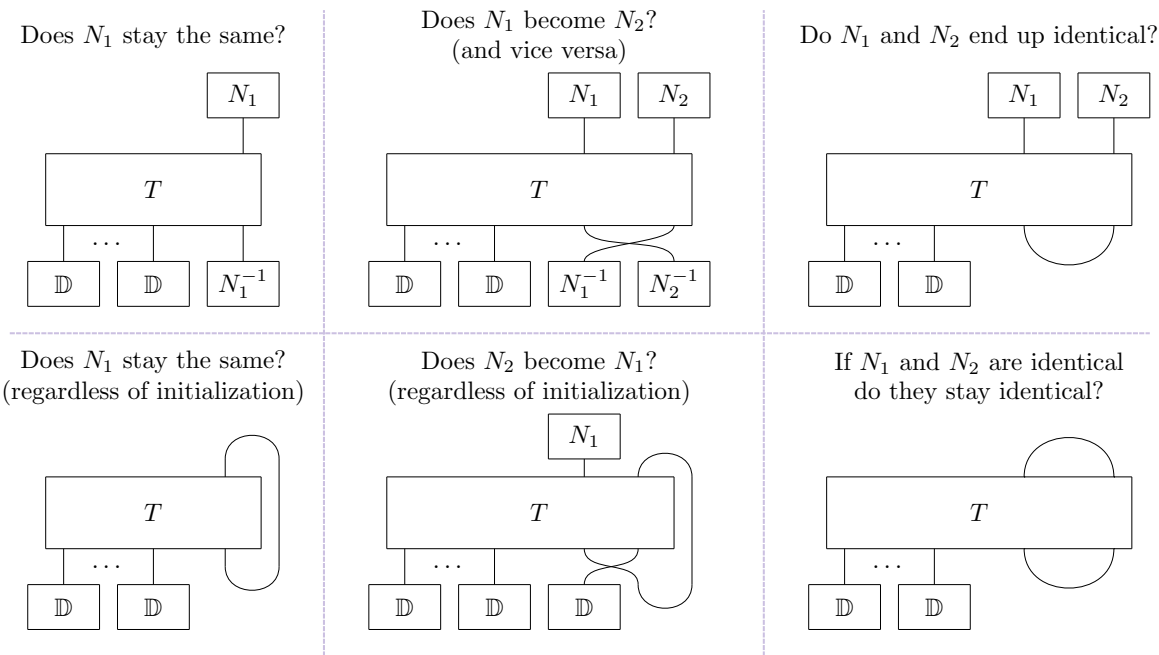 Does N₁ stay the same?
N₁
T
...
𝔻
𝔻
N₁⁻¹
Does N₁ become N₂?
(and vice versa)
N₁
N₂
T
...
𝔻
𝔻
N₁⁻¹
N₂⁻¹
Do N₁ and N₂ end up identical?
N₁
N₂
T
...
𝔻
𝔻
Does N₁ stay the same?
(regardless of initialization)
T
...
𝔻
𝔻
Does N₂ become N₁?
(regardless of initialization)
N₁
T
...
𝔻
𝔻
𝔻
If N₁ and N₂ are identical
do they stay identical?
T
...
𝔻
𝔻